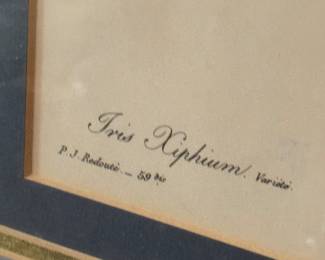 Iris Xiphium. Variété.
P. J. Redouté. — 59 bis